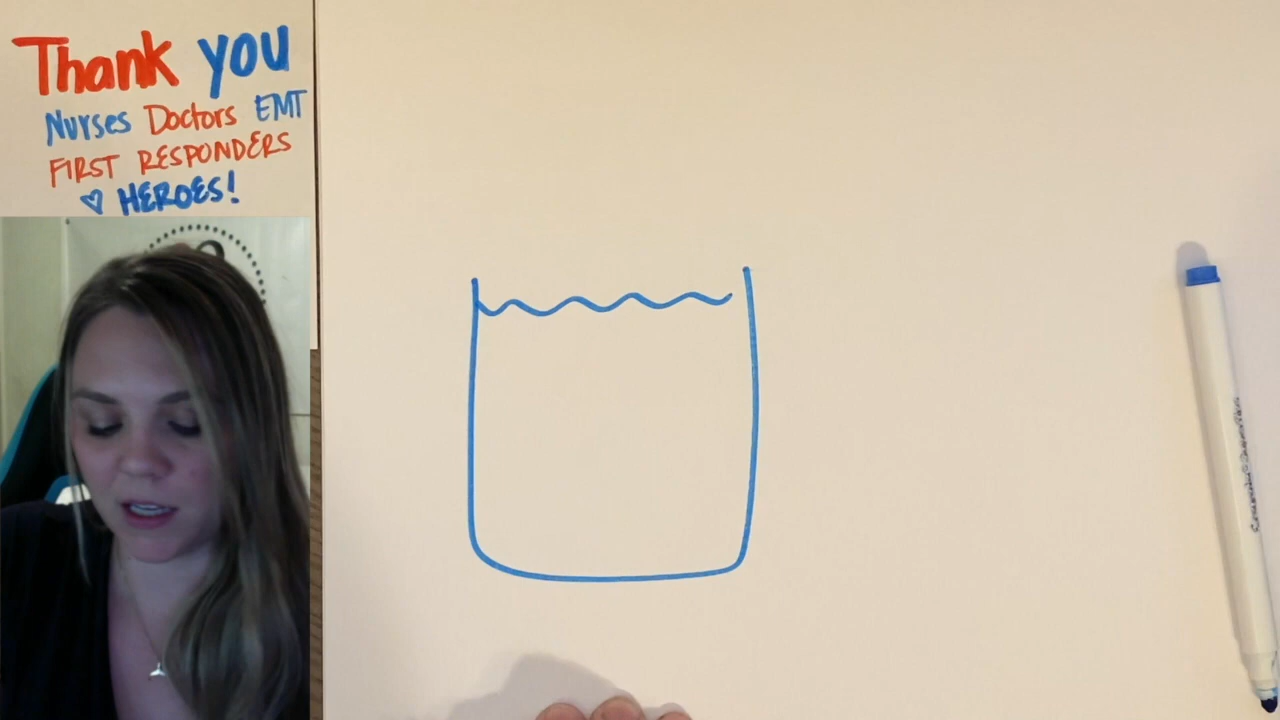 Thank you
Nurses Doctors EMT
FIRST RESPONDERS
♡ HEROES!